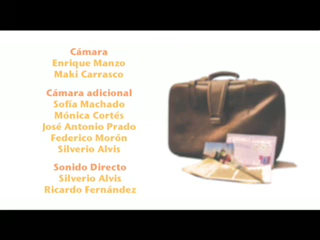 Cámara
Enrique Manzo
Maki Carrasco
Cámara adicional
Sofía Machado
Mónica Cortés
José Antonio Prado
Federico Morón
Silverio Alvis
Sonido Directo
Silverio Alvis
Ricardo Fernández